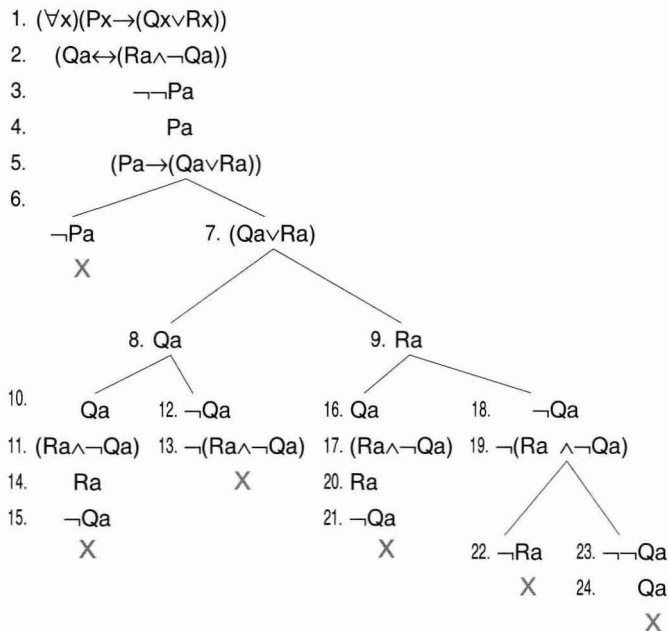 1. (∀x)(Px→(Qx∨Rx))
2. (Qa↔(Ra∧¬Qa))
3. ¬¬Pa
4. Pa
5. (Pa→(Qa∨Ra))
6.
¬Pa 7. (Qa∨Ra)
X
8. Qa 9. Ra
10. Qa 12. ¬Qa 16. Qa 18. ¬Qa
11. (Ra∧¬Qa) 13. ¬(Ra∧¬Qa) 17. (Ra∧¬Qa) 19. ¬(Ra ∧¬Qa)
14. Ra X 20. Ra
15. ¬Qa 21. ¬Qa
X X
22. ¬Ra 23. ¬¬Qa
X 24. Qa
X